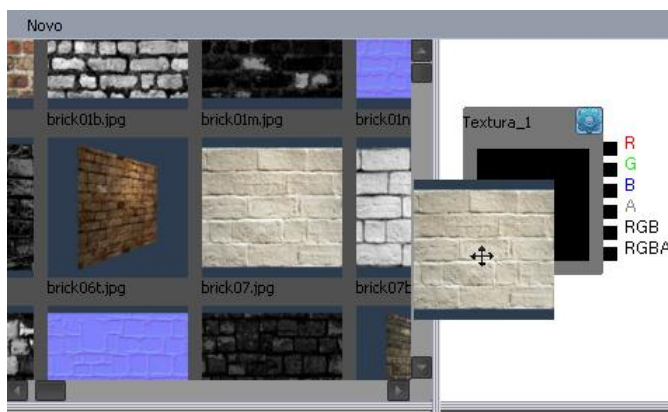 Novo
brick01b.jpg
brick01m.jpg
brick01n
Textura_1
R
G
B
A
RGB
RGBA
brick06t.jpg
brick07.jpg
brick07b